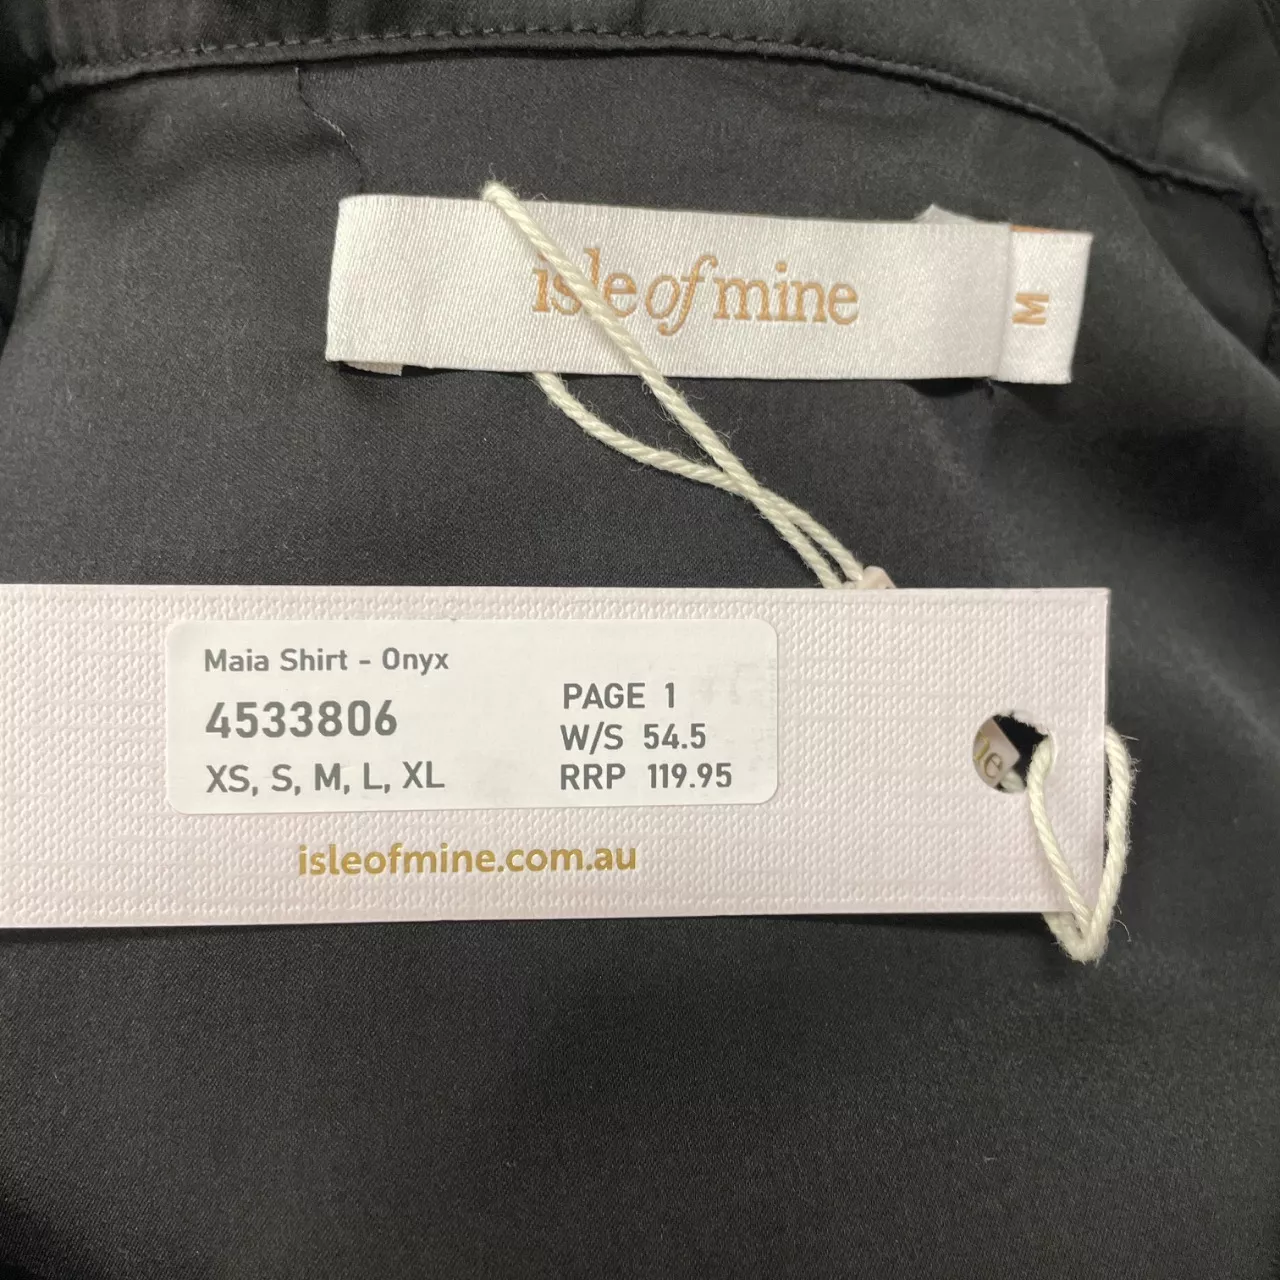 isle of mine
M
Maia Shirt - Onyx
4533806
XS, S, M, L, XL
PAGE 1
W/S 54.5
RRP 119.95
isleofmine.com.au
ne